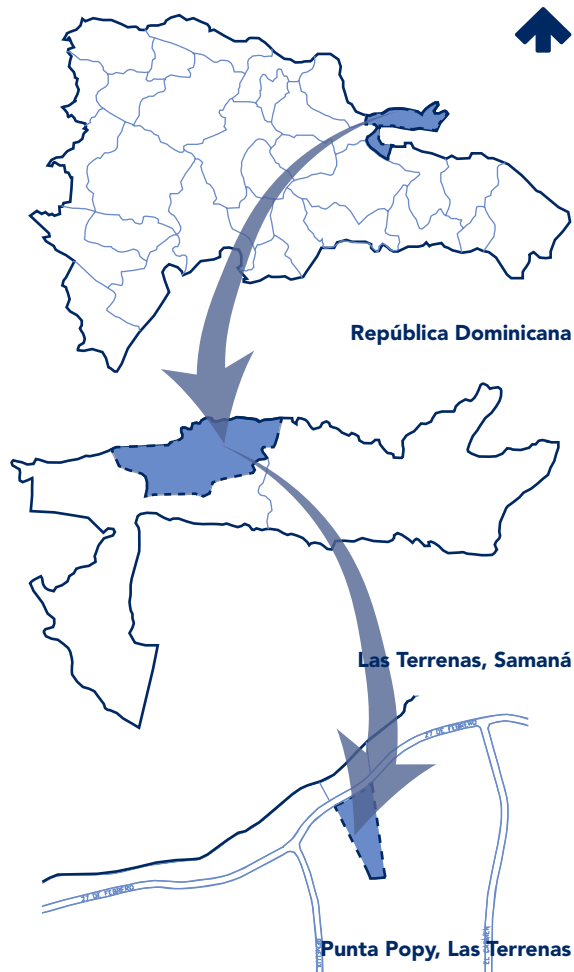 República Dominicana
Las Terrenas, Samaná
27 DE FEBRERO
27 DE FEBRERO
Punta Popy, Las Terrenas